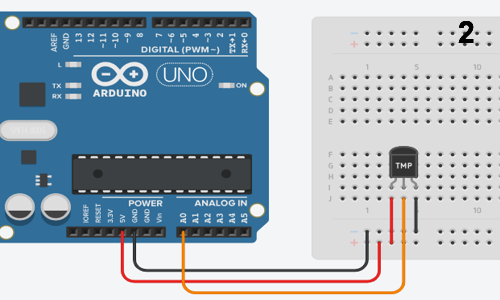 2
AREF
GND
13
12
~11
~10
~9
8
7
~6
~5
4
~3
2
TX→1
RX←0
DIGITAL (PWM~)
L
TX
RX
ARDUINO
UNO
ON
1
5
10
A
B
C
D
E
F
G
H
I
J
TMP
POWER
ANALOG IN
IOREF
RESET
3.3V
5V
GND
GND
Vin
A0
A1
A2
A3
A4
A5
1
5
10